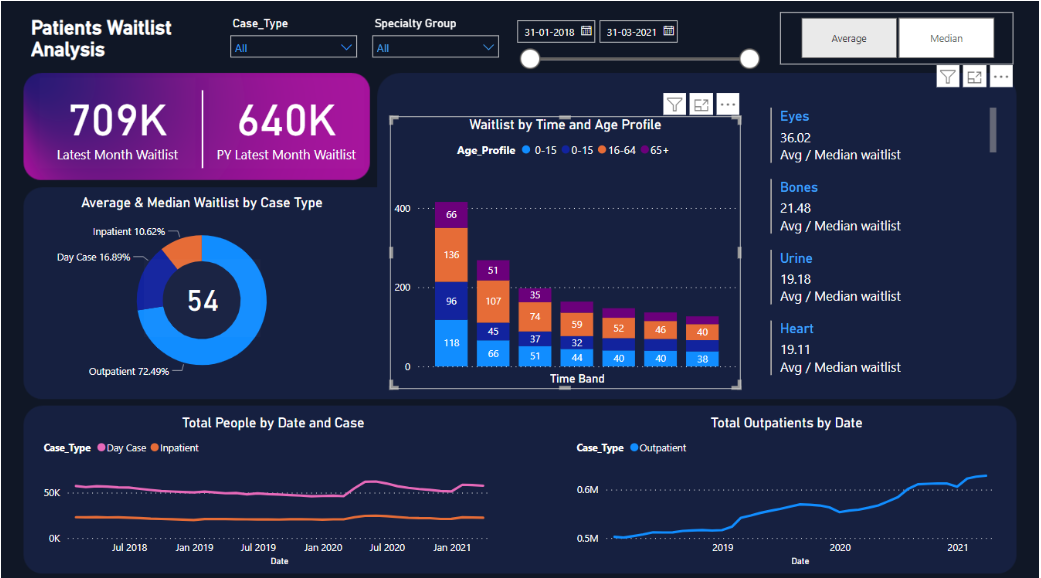 Patients Waitlist
Analysis
Case_Type
All
Specialty Group
All
31-01-2018
31-03-2021
Average
Median
709K
Latest Month Waitlist
640K
PY Latest Month Waitlist
Average & Median Waitlist by Case Type
Inpatient 10.62%
Day Case 16.89%
54
Outpatient 72.49%
Waitlist by Time and Age Profile
Age_Profile 0-15 0-15 16-64 65+
400
200
0
66
136
96
118
51
107
45
66
35
74
37
51
59
32
44
52
40
46
40
40
38
Time Band
Eyes
36.02
Avg / Median waitlist
Bones
21.48
Avg / Median waitlist
Urine
19.18
Avg / Median waitlist
Heart
19.11
Avg / Median waitlist
Total People by Date and Case
Case_Type Day Case Inpatient
50K
0K
Jul 2018 Jan 2019 Jul 2019 Jan 2020 Jul 2020 Jan 2021
Date
Total Outpatients by Date
Case_Type Outpatient
0.6M
0.5M
2019 2020 2021
Date